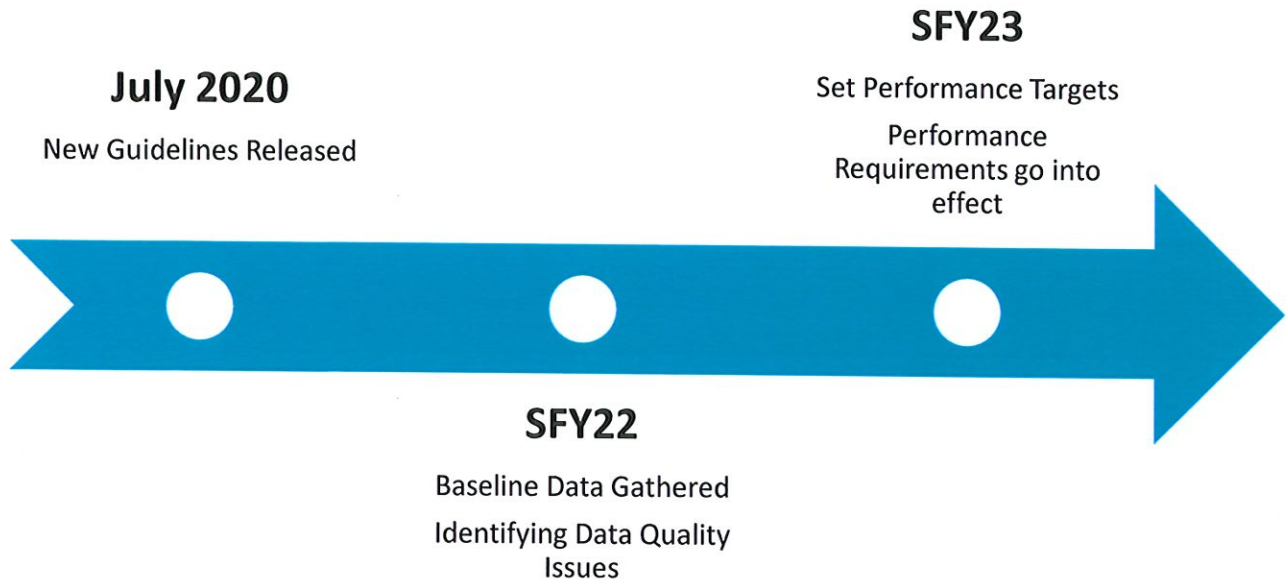 July 2020
New Guidelines Released
SFY22
Baseline Data Gathered
Identifying Data Quality
Issues
SFY23
Set Performance Targets
Performance
Requirements go into
effect